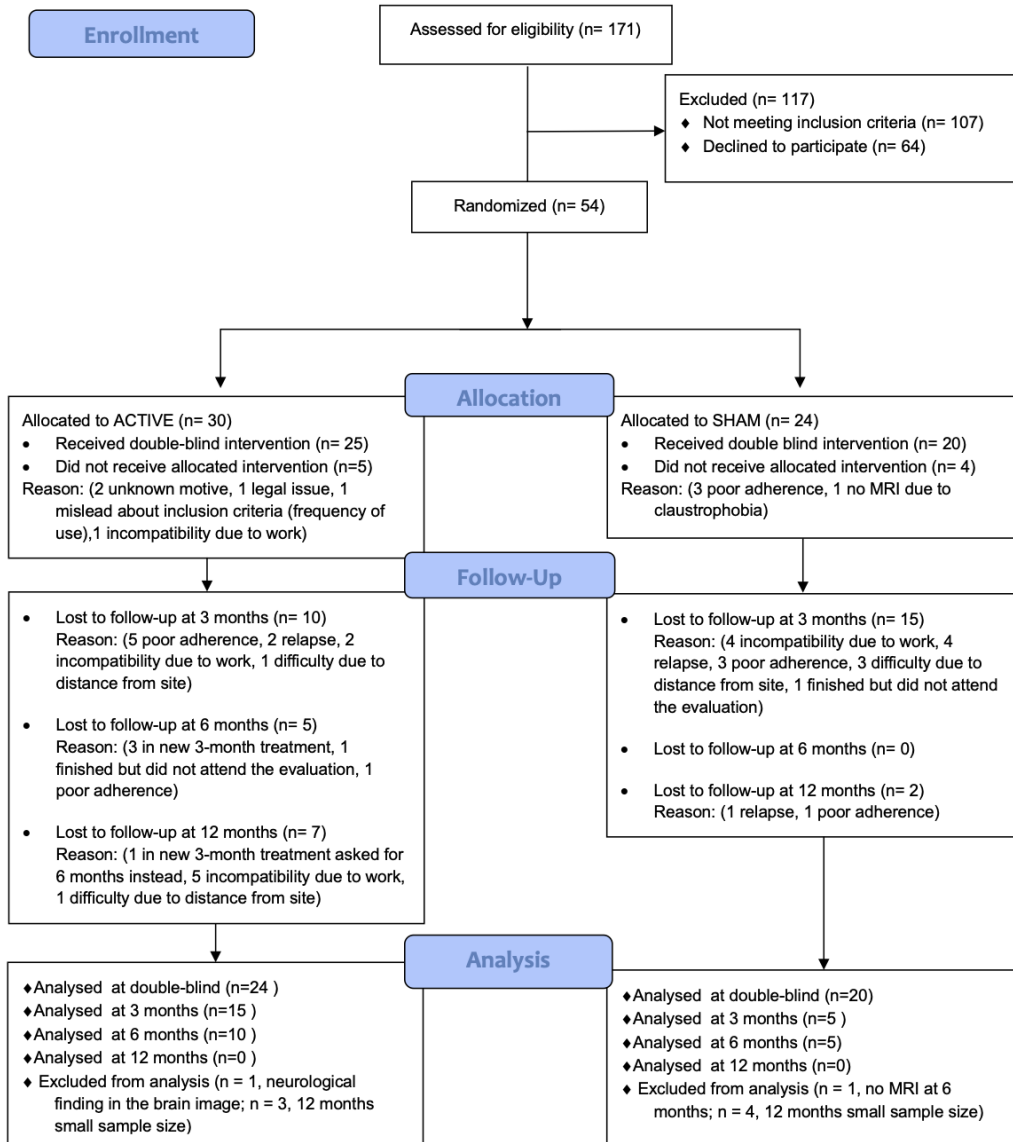 Enrollment
Assessed for eligibility (n= 171)
Excluded (n= 117)
♦ Not meeting inclusion criteria (n= 107)
♦ Declined to participate (n= 64)
Randomized (n= 54)
Allocation
Allocated to ACTIVE (n= 30)
• Received double-blind intervention (n= 25)
• Did not receive allocated intervention (n=5)
Reason: (2 unknown motive, 1 legal issue, 1
mislead about inclusion criteria (frequency of
use),1 incompatibility due to work)
Allocated to SHAM (n= 24)
• Received double blind intervention (n= 20)
• Did not receive allocated intervention (n= 4)
Reason: (3 poor adherence, 1 no MRI due to
claustrophobia)
Follow-Up
• Lost to follow-up at 3 months (n= 10)
Reason: (5 poor adherence, 2 relapse, 2
incompatibility due to work, 1 difficulty due to
distance from site)
• Lost to follow-up at 6 months (n= 5)
Reason: (3 in new 3-month treatment, 1
finished but did not attend the evaluation, 1
poor adherence)
• Lost to follow-up at 12 months (n= 7)
Reason: (1 in new 3-month treatment asked for
6 months instead, 5 incompatibility due to work,
1 difficulty due to distance from site)
• Lost to follow-up at 3 months (n= 15)
Reason: (4 incompatibility due to work, 4
relapse, 3 poor adherence, 3 difficulty due to
distance from site, 1 finished but did not attend
the evaluation)
• Lost to follow-up at 6 months (n= 0)
• Lost to follow-up at 12 months (n= 2)
Reason: (1 relapse, 1 poor adherence)
Analysis
♦Analysed at double-blind (n=24 )
♦Analysed at 3 months (n=15 )
♦Analysed at 6 months (n=10 )
♦Analysed at 12 months (n=0 )
♦ Excluded from analysis (n = 1, neurological
finding in the brain image; n = 3, 12 months
small sample size)
♦Analysed at double-blind (n=20)
♦Analysed at 3 months (n=5 )
♦Analysed at 6 months (n=5)
♦Analysed at 12 months (n=0)
♦ Excluded from analysis (n = 1, no MRI at 6
months; n = 4, 12 months small sample size)